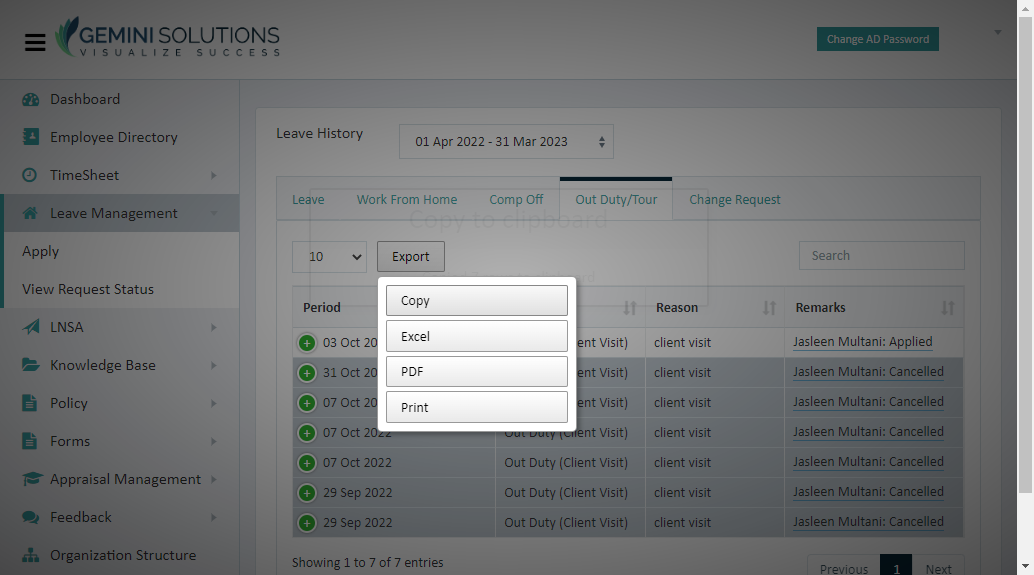 GEMINI SOLUTIONS
VISUALIZE SUCCESS
Change AD Password
Dashboard
Employee Directory
TimeSheet
Leave Management
Apply
View Request Status
LNSA
Knowledge Base
Policy
Forms
Appraisal Management
Feedback
Organization Structure
Leave History
01 Apr 2022 - 31 Mar 2023
Leave
Work From Home
Comp Off
Out Duty/Tour
Change Request
Copy to clipboard
10
Export
Search
Copy
Excel
PDF
Print
Period Reason Remarks
03 Oct 20 ent Visit) client visit Jasleen Multani: Applied
31 Oct 20 ent Visit) client visit Jasleen Multani: Cancelled
07 Oct 20 ent Visit) client visit Jasleen Multani: Cancelled
07 Oct 2022 Out Duty (Client Visit) client visit Jasleen Multani: Cancelled
07 Oct 2022 Out Duty (Client Visit) client visit Jasleen Multani: Cancelled
29 Sep 2022 Out Duty (Client Visit) client visit Jasleen Multani: Cancelled
29 Sep 2022 Out Duty (Client Visit) client visit Jasleen Multani: Cancelled
Showing 1 to 7 of 7 entries
Previous 1 Next